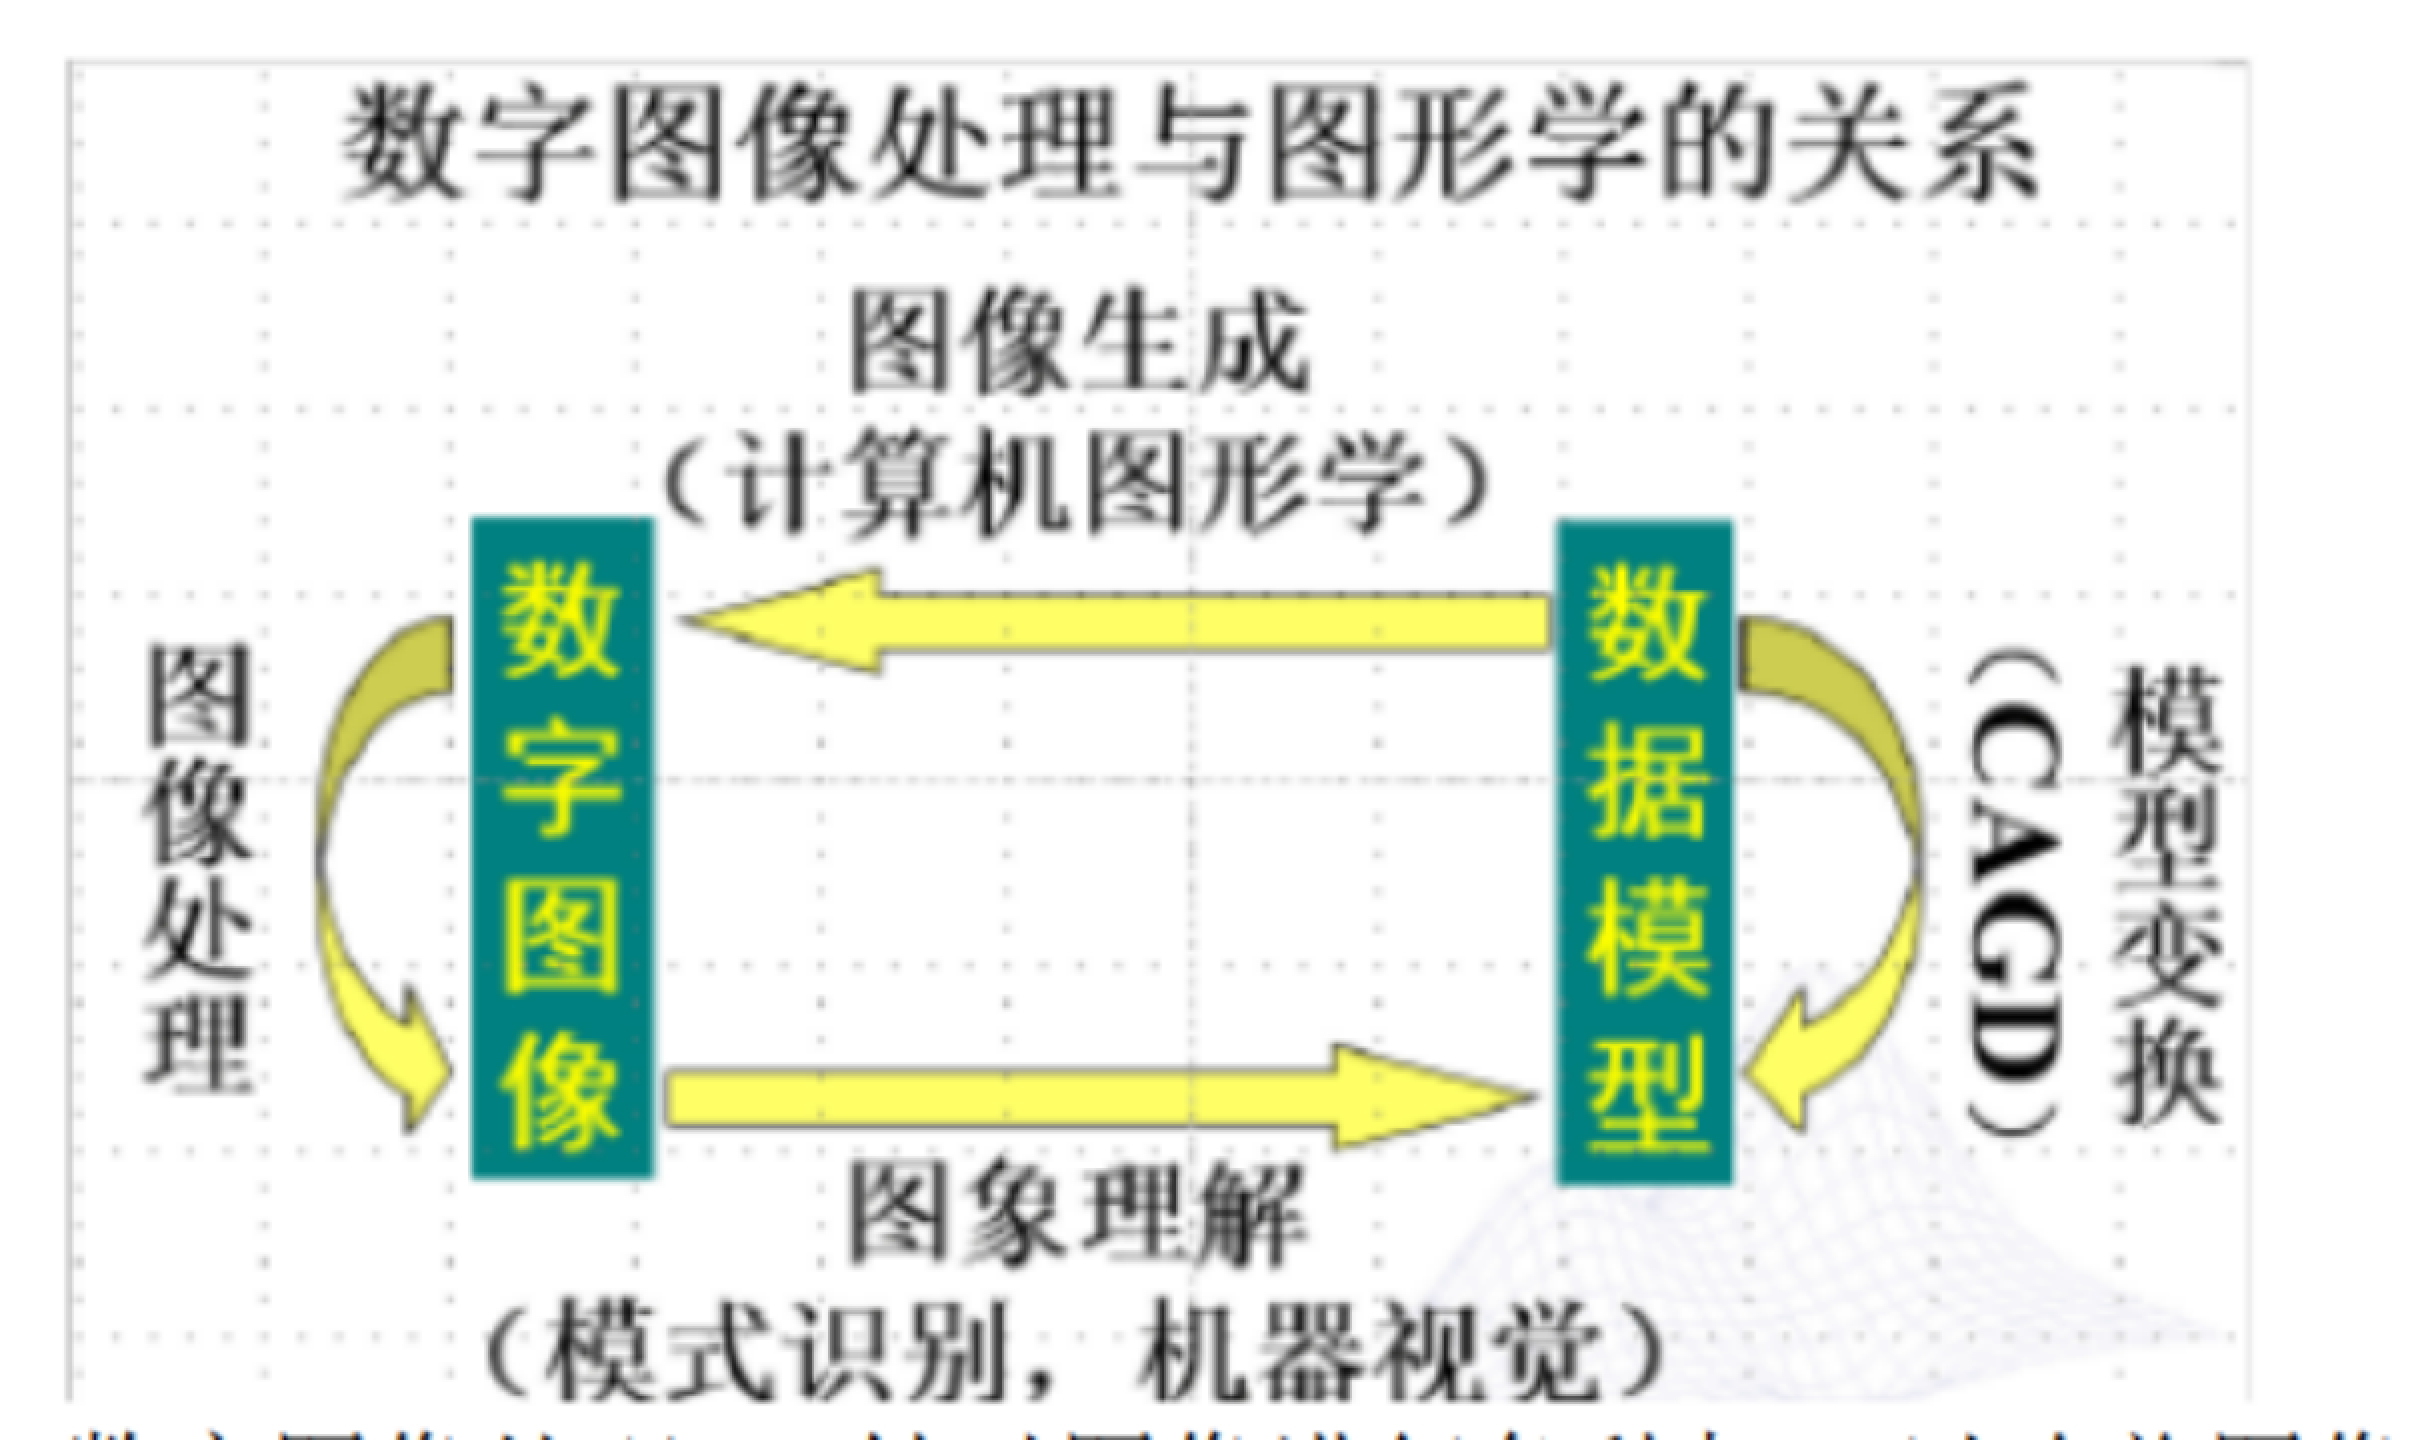 数字图像处理与图形学的关系
图像生成
（计算机图形学）
图像处理
数字图像
数据模型
（CAGD）
模型变换
图象理解
（模式识别，机器视觉）